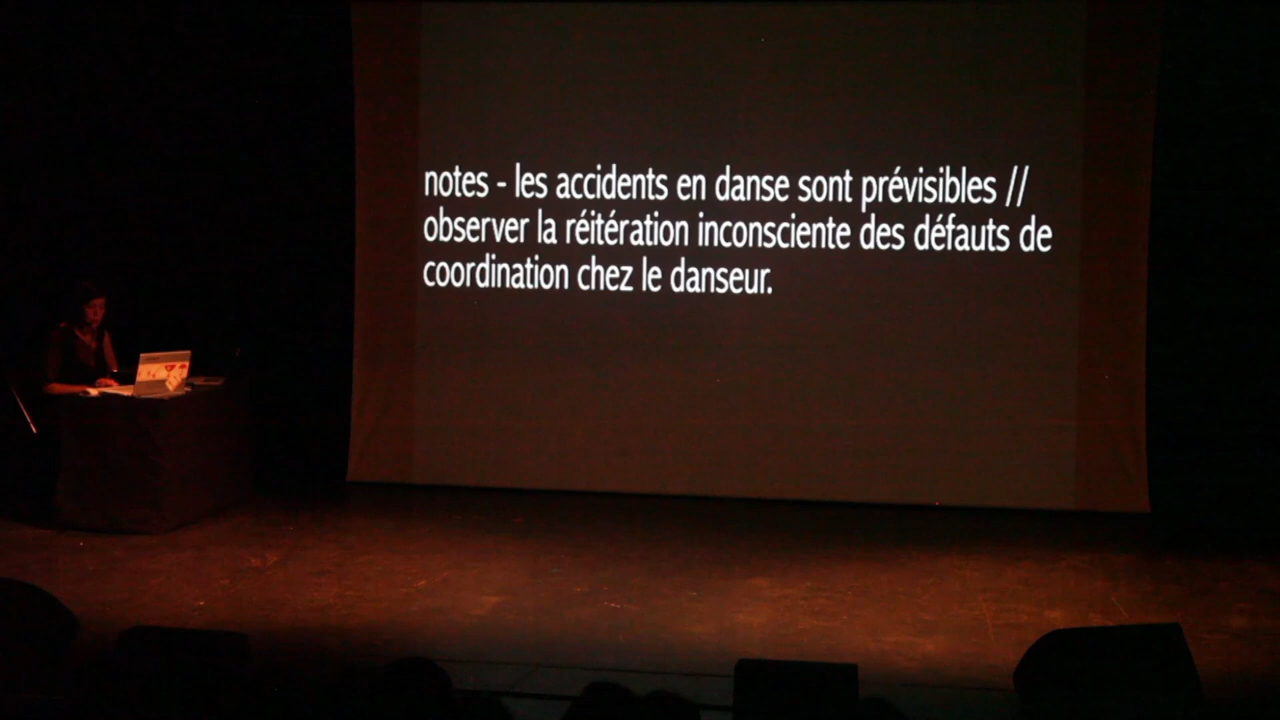 notes - les accidents en danse sont prévisibles //
observer la réitération inconsciente des défauts de
coordination chez le danseur.